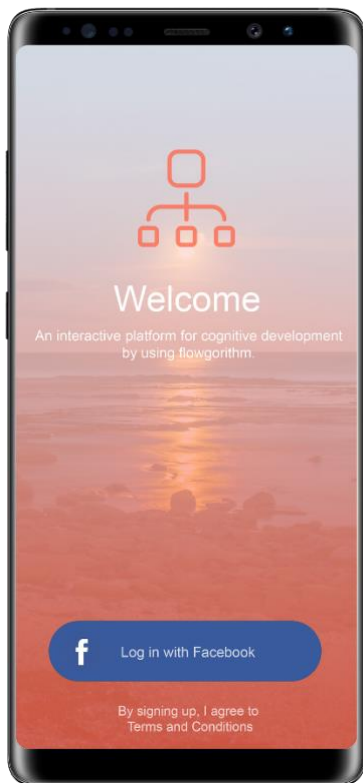 Welcome
An interactive platform for cognitive development
by using flowgorithm.
f Log in with Facebook
By signing up, I agree to
Terms and Conditions